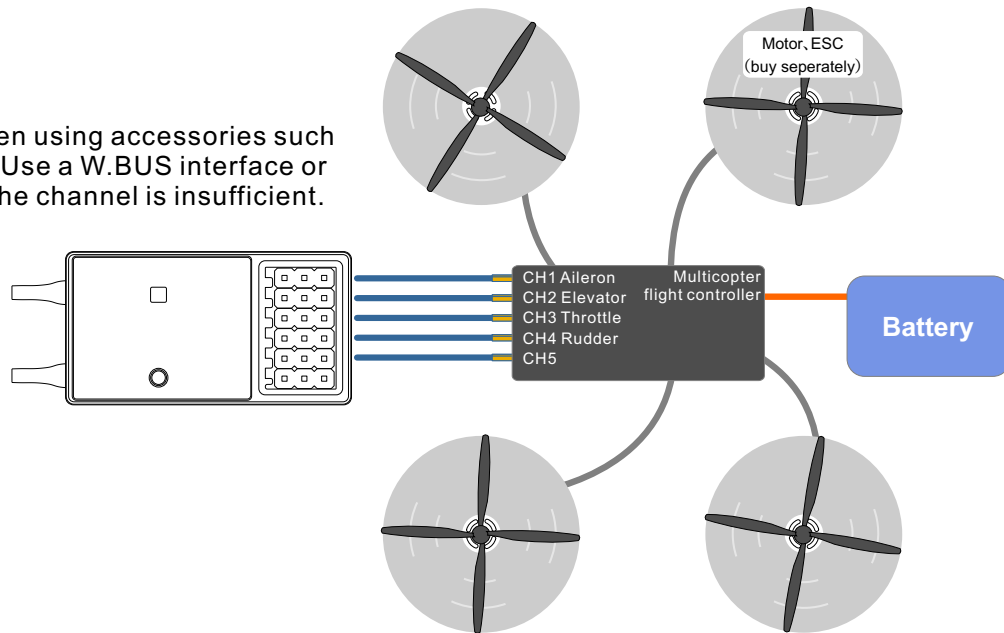 Motor、ESC
(buy seperately)
en using accessories such
Use a W.BUS interface or
he channel is insufficient.
CH1 Aileron
CH2 Elevator
CH3 Throttle
CH4 Rudder
CH5
Multicopter
flight controller
Battery